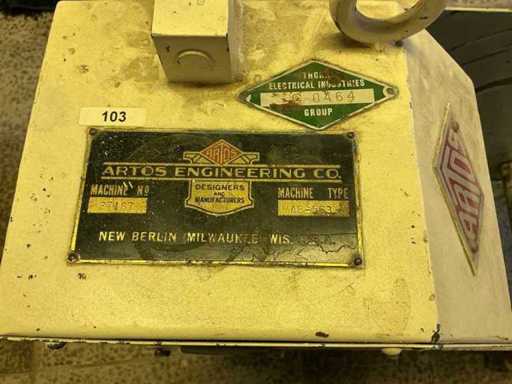 THORN
ELECTRICAL INDUSTRIES
GROUP
103
ARTOS
ARTOS ENGINEERING CO.
MACHINE Nº
DESIGNERS
AND
MANUFACTURERS
MACHINE TYPE
NEW BERLIN (MILWAUKEE) WIS.
ARTOS